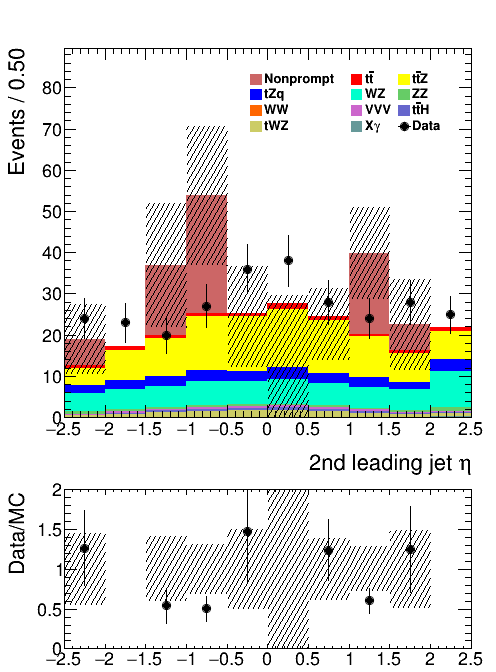 Events / 0.50
80
70
60
50
40
30
20
10
0
Nonprompt tt̄ tt̄Z
tZq WZ ZZ
WW VVV tt̄H
tWZ Xγ Data
−2.5 −2 −1.5 −1 −0.5 0 0.5 1 1.5 2 2.5
2nd leading jet η
Data/MC
2
1.5
1
0.5
0
−2.5 −2 −1.5 −1 −0.5 0 0.5 1 1.5 2 2.5